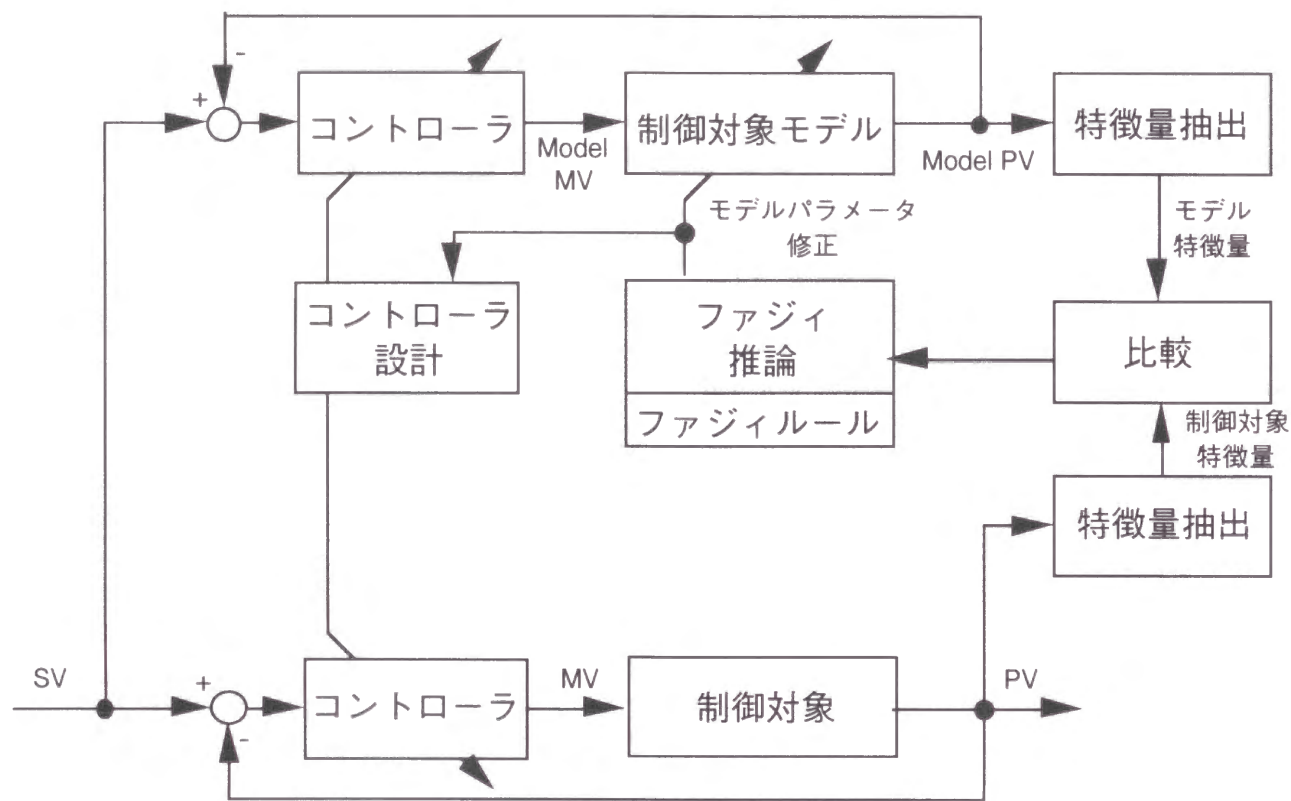 -
+
コントローラ
Model
MV
制御対象モデル
Model PV
特徴量抽出
モデルパラメータ
修正
モデル
特徴量
コントローラ
設計
ファジィ
推論
ファジィルール
比較
制御対象
特徴量
特徴量抽出
SV
+
-
コントローラ
MV
制御対象
PV